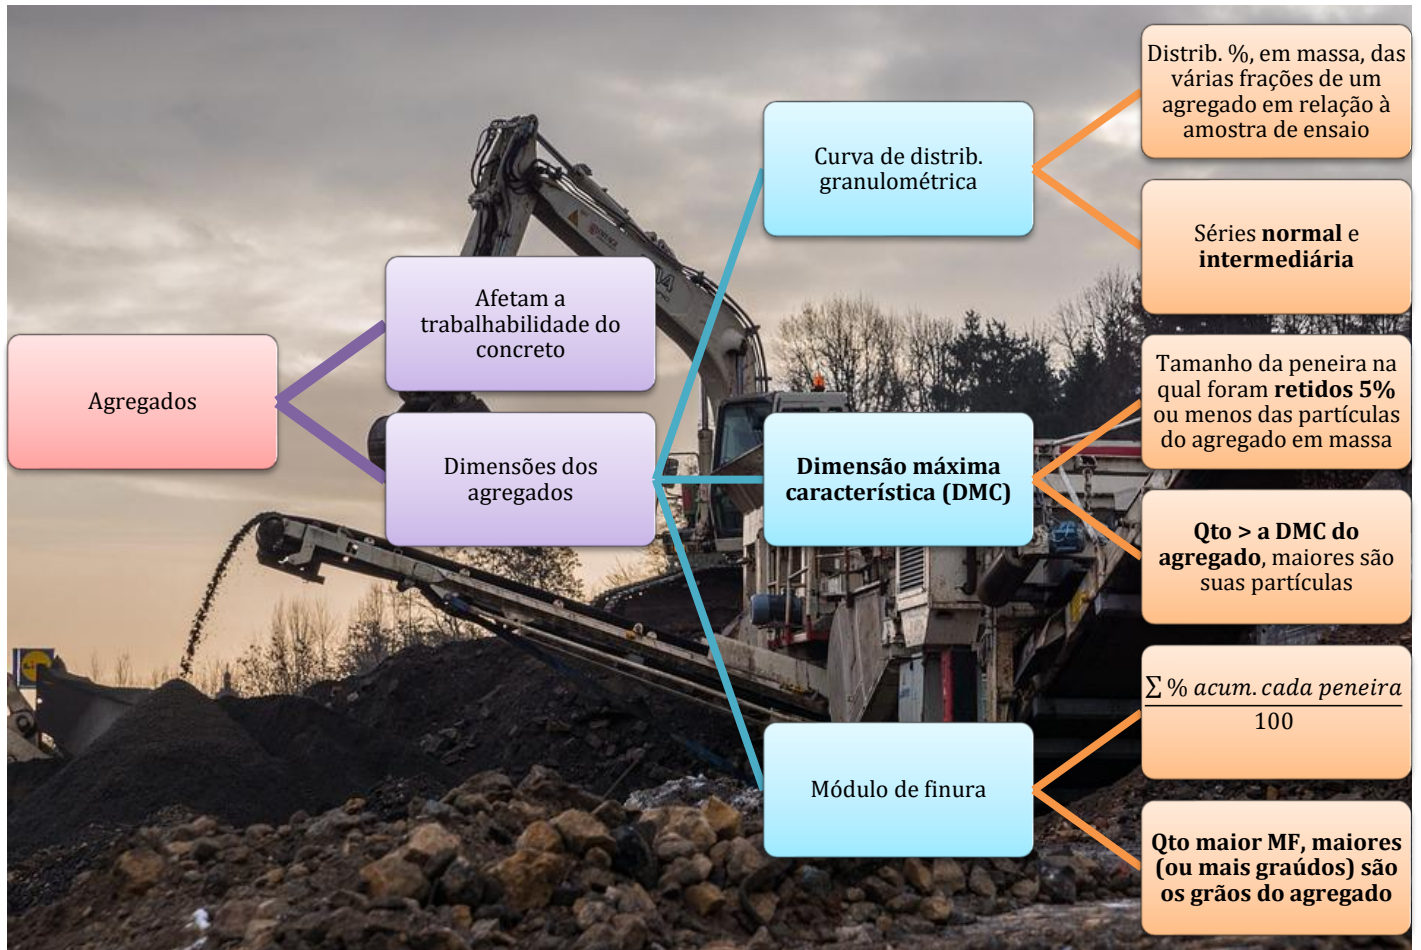 Agregados
Afetam a
trabalhabilidade do
concreto
Dimensões dos
agregados
Curva de distrib.
granulométrica
Distrib. %, em massa, das
várias frações de um
agregado em relação à
amostra de ensaio
Séries normal e
intermediária
Dimensão máxima
característica (DMC)
Tamanho da peneira na
qual foram retidos 5%
ou menos das partículas
do agregado em massa
Qto > a DMC do
agregado, maiores são
suas partículas
Módulo de finura
∑ % acum. cada peneira
100
Qto maior MF, maiores
(ou mais graúdos) são
os grãos do agregado